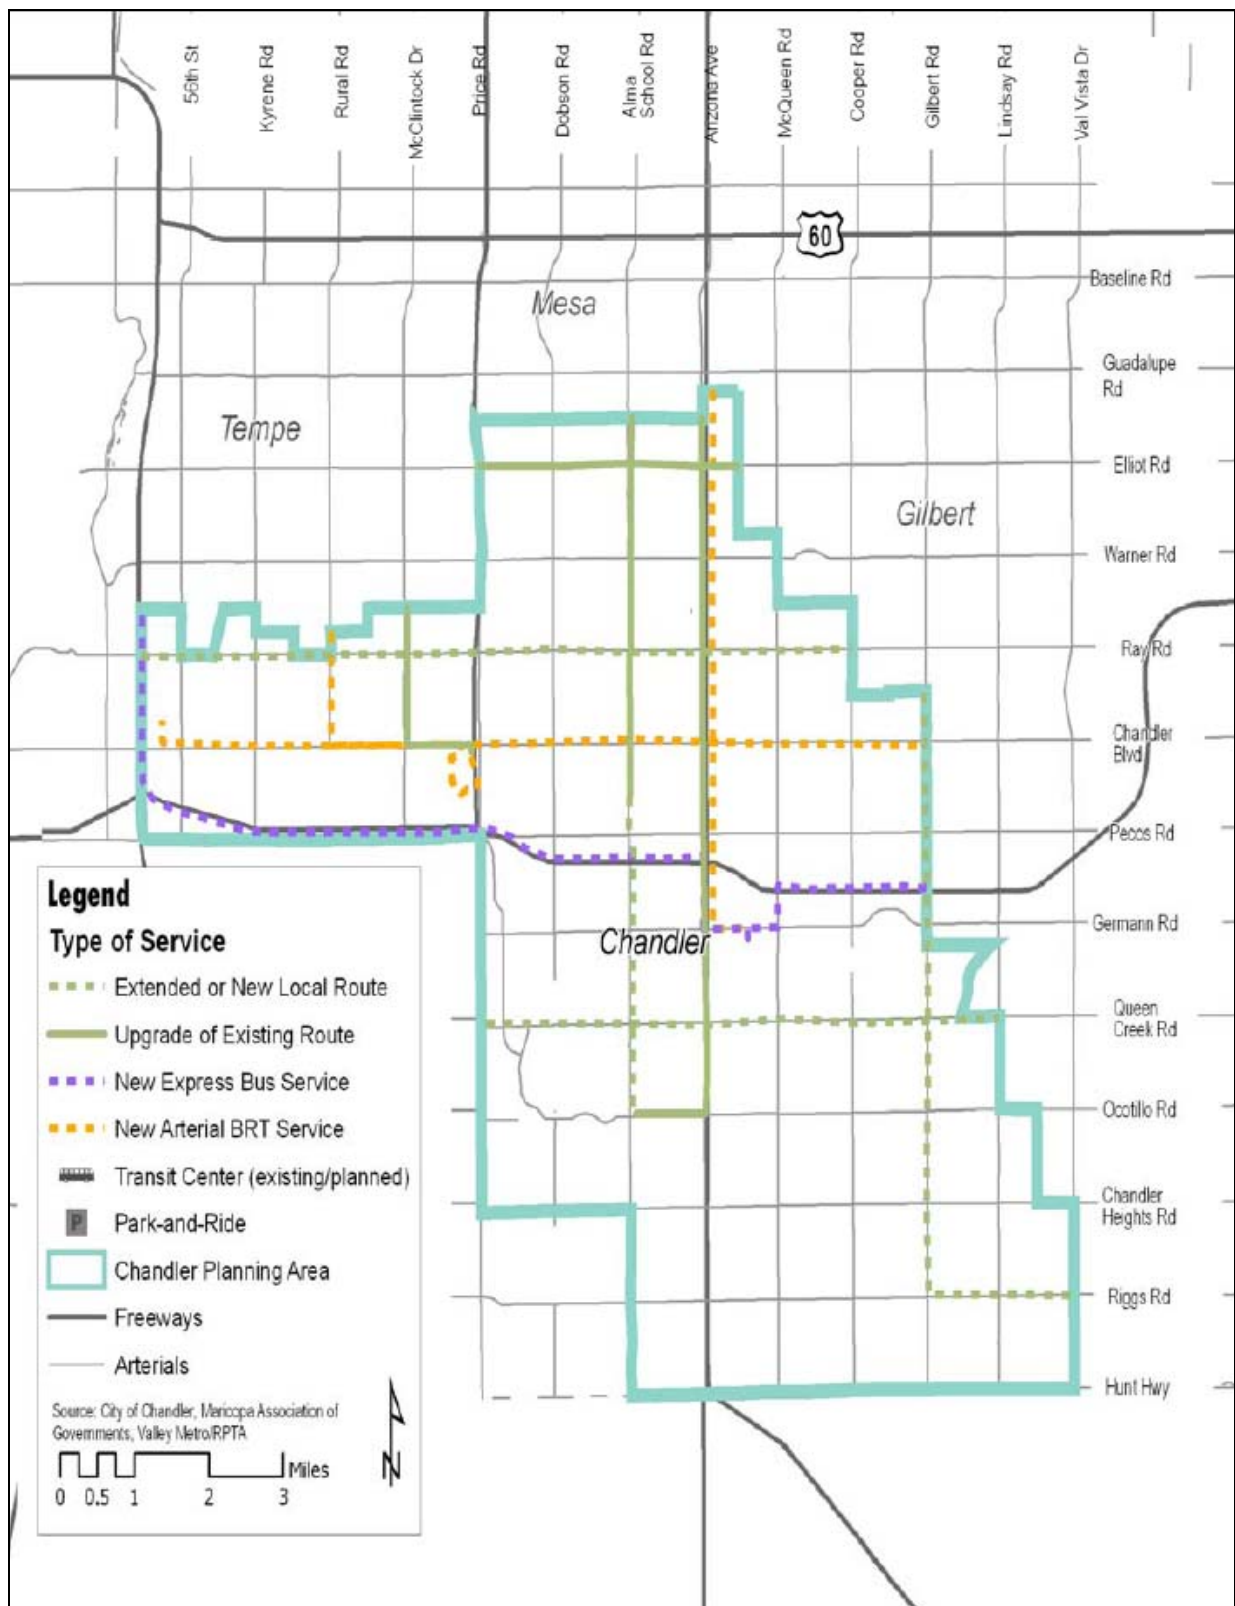 56th St
Kyrene Rd
Rural Rd
McClintock Dr
Price Rd
Dobson Rd
Alma
School Rd
Arizona Ave
McQueen Rd
Cooper Rd
Gilbert Rd
Lindsay Rd
Val Vista Dr
60
Baseline Rd
Mesa
Guadalupe
Rd
Tempe
Elliot Rd
Gilbert
Warner Rd
Ray Rd
Chandler
Blvd
Pecos Rd
Germann Rd
Chandler
Queen
Creek Rd
Ocotillo Rd
Chandler
Heights Rd
Riggs Rd
Hunt Hwy
Legend
Type of Service
Extended or New Local Route
Upgrade of Existing Route
New Express Bus Service
New Arterial BRT Service
Transit Center (existing/planned)
P Park-and-Ride
Chandler Planning Area
Freeways
Arterials
Source: City of Chandler, Maricopa Association of
Governments, Valley Metro/RPTA
Miles
0 0.5 1 2 3
N